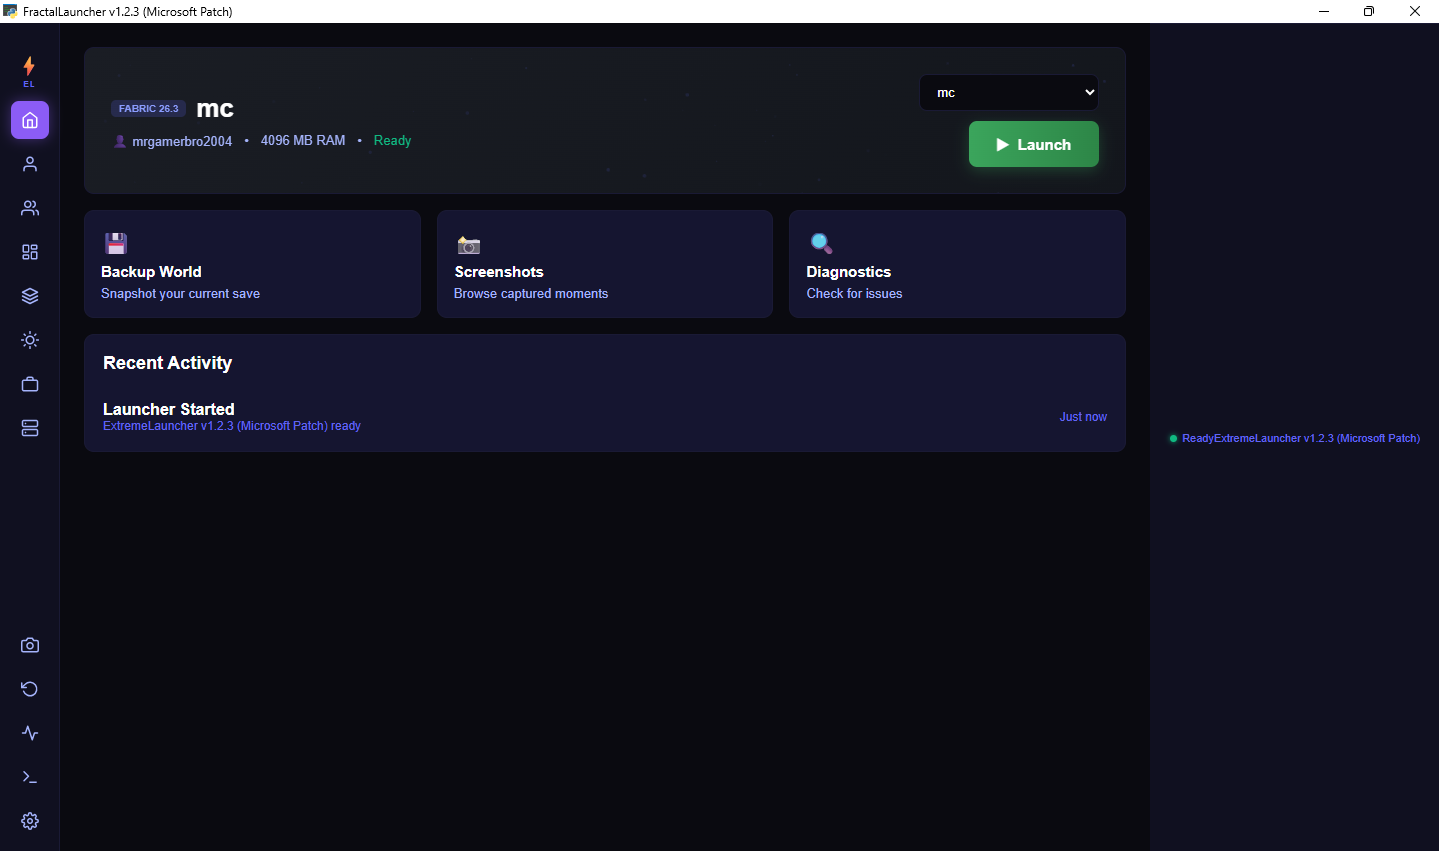 FractalLauncher v1.2.3 (Microsoft Patch)
EL
FABRIC 26.3
mc
mrgamerbro2004 • 4096 MB RAM • Ready
mc
Launch
Backup World
Snapshot your current save
Screenshots
Browse captured moments
Diagnostics
Check for issues
Recent Activity
Launcher Started
ExtremeLauncher v1.2.3 (Microsoft Patch) ready
Just now
ReadyExtremeLauncher v1.2.3 (Microsoft Patch)